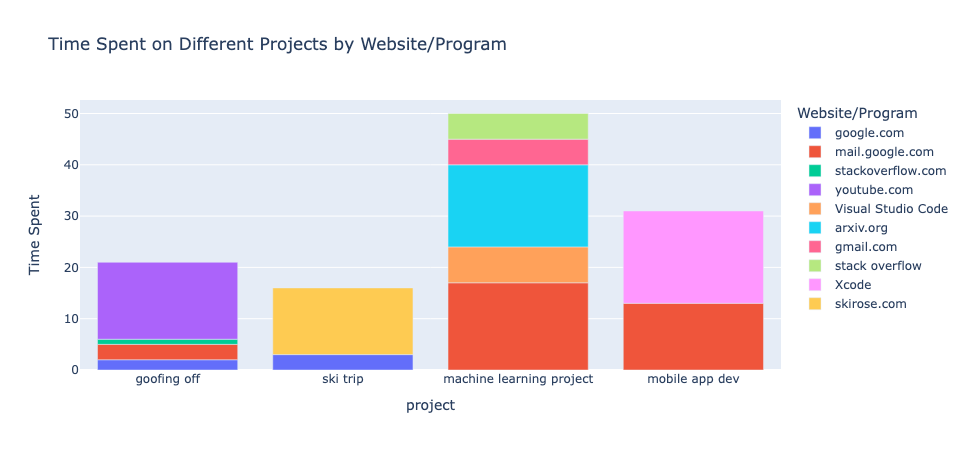 Time Spent on Different Projects by Website/Program
50
40
30
20
10
0
Time Spent
goofing off
ski trip
machine learning project
mobile app dev
project
Website/Program
google.com
mail.google.com
stackoverflow.com
youtube.com
Visual Studio Code
arxiv.org
gmail.com
stack overflow
Xcode
skirose.com